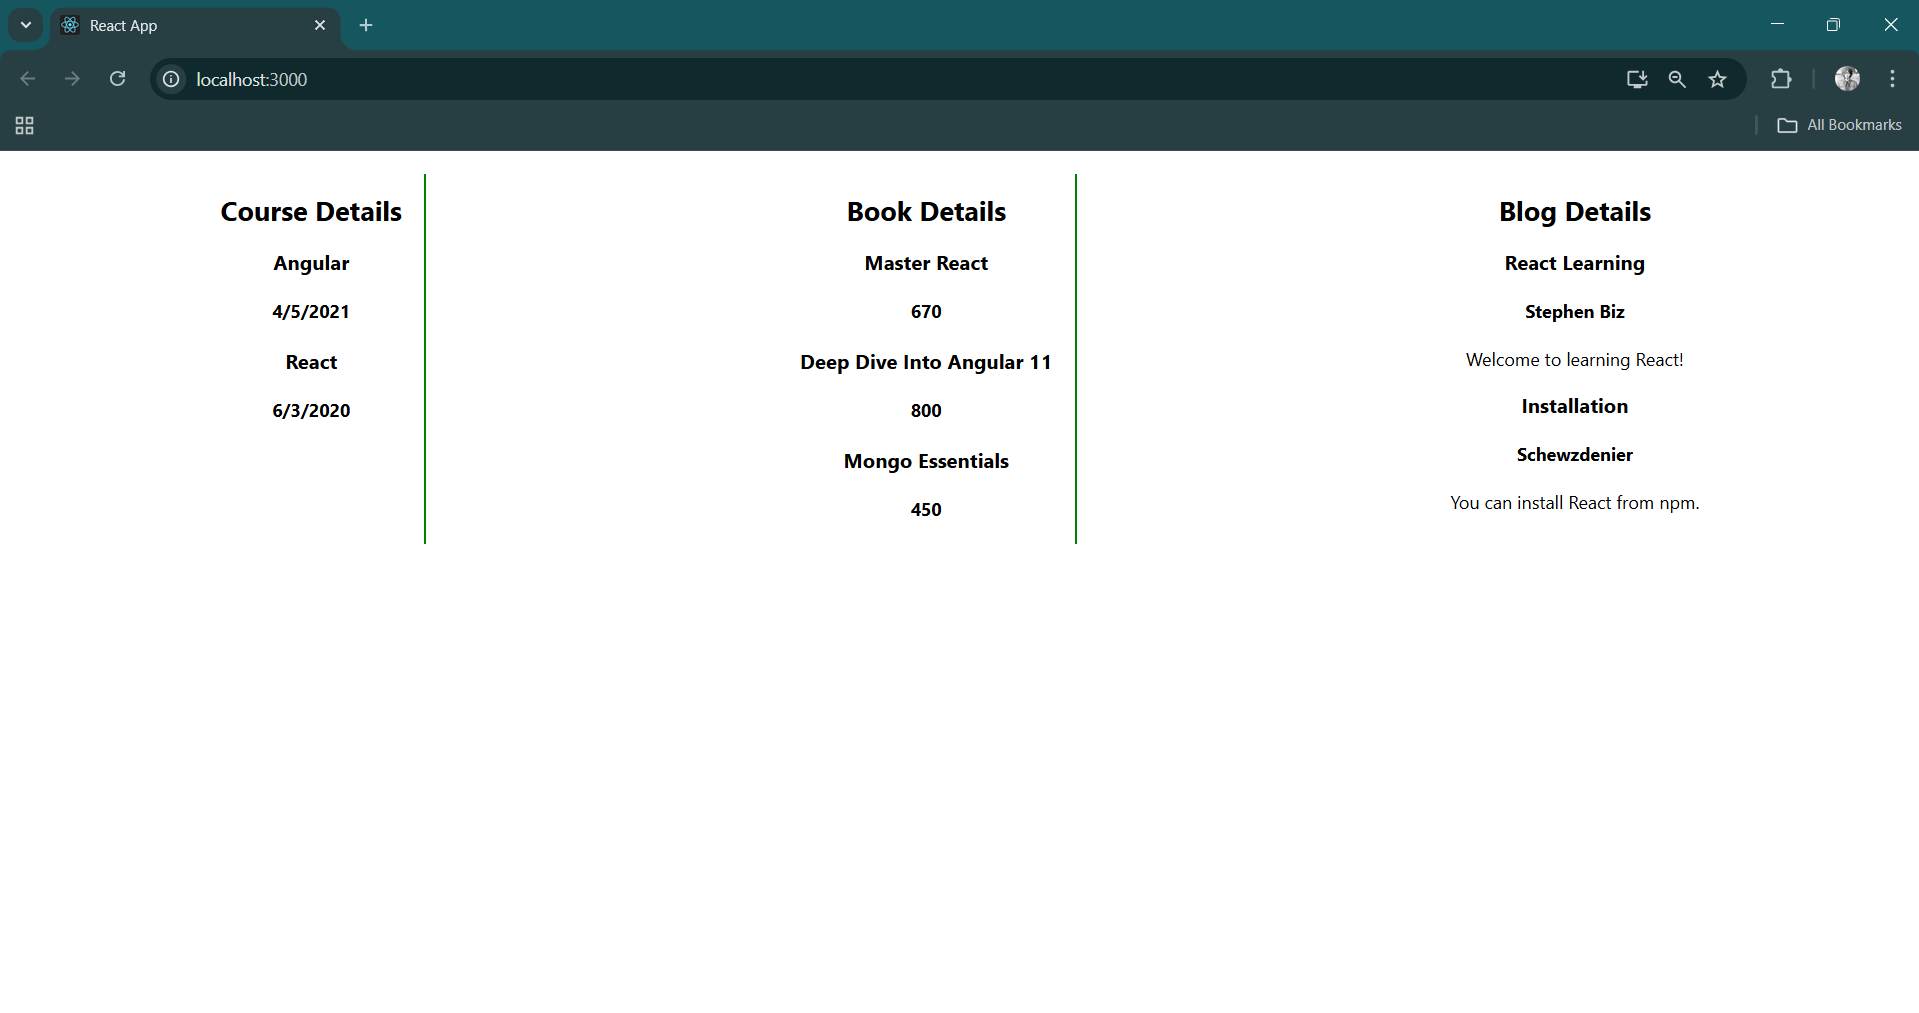 React App
localhost:3000
All Bookmarks
Course Details
Angular
4/5/2021
React
6/3/2020
Book Details
Master React
670
Deep Dive Into Angular 11
800
Mongo Essentials
450
Blog Details
React Learning
Stephen Biz
Welcome to learning React!
Installation
Schewzdenier
You can install React from npm.